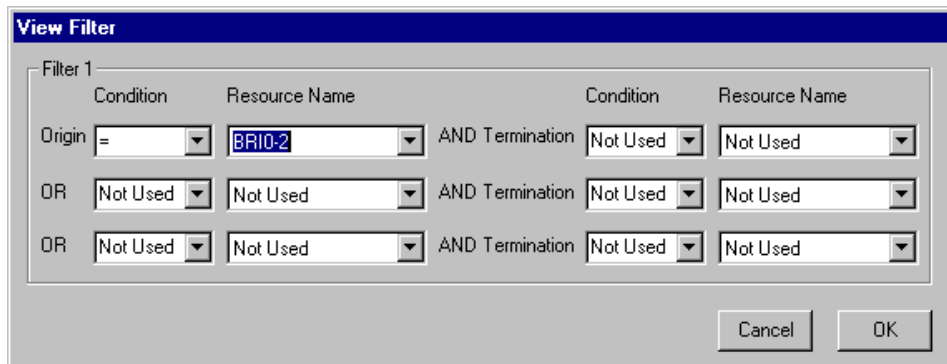 View Filter
Filter 1
Condition Resource Name Condition Resource Name
Origin = BRI0-2 AND Termination Not Used Not Used
OR Not Used Not Used AND Termination Not Used Not Used
OR Not Used Not Used AND Termination Not Used Not Used
Cancel OK